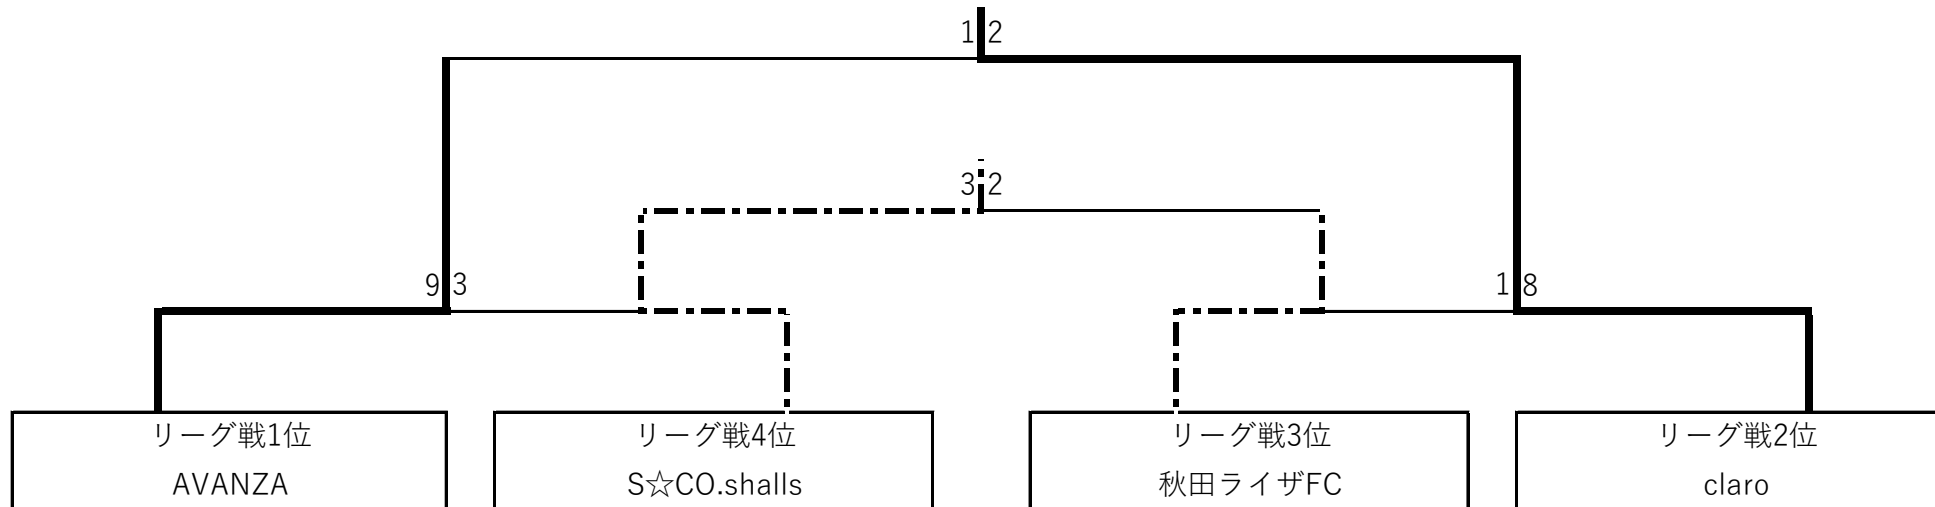 1 2
3 2
9 3
1 8
リーグ戦1位
AVANZA
リーグ戦4位
S☆CO.shalls
リーグ戦3位
秋田ライザFC
リーグ戦2位
claro